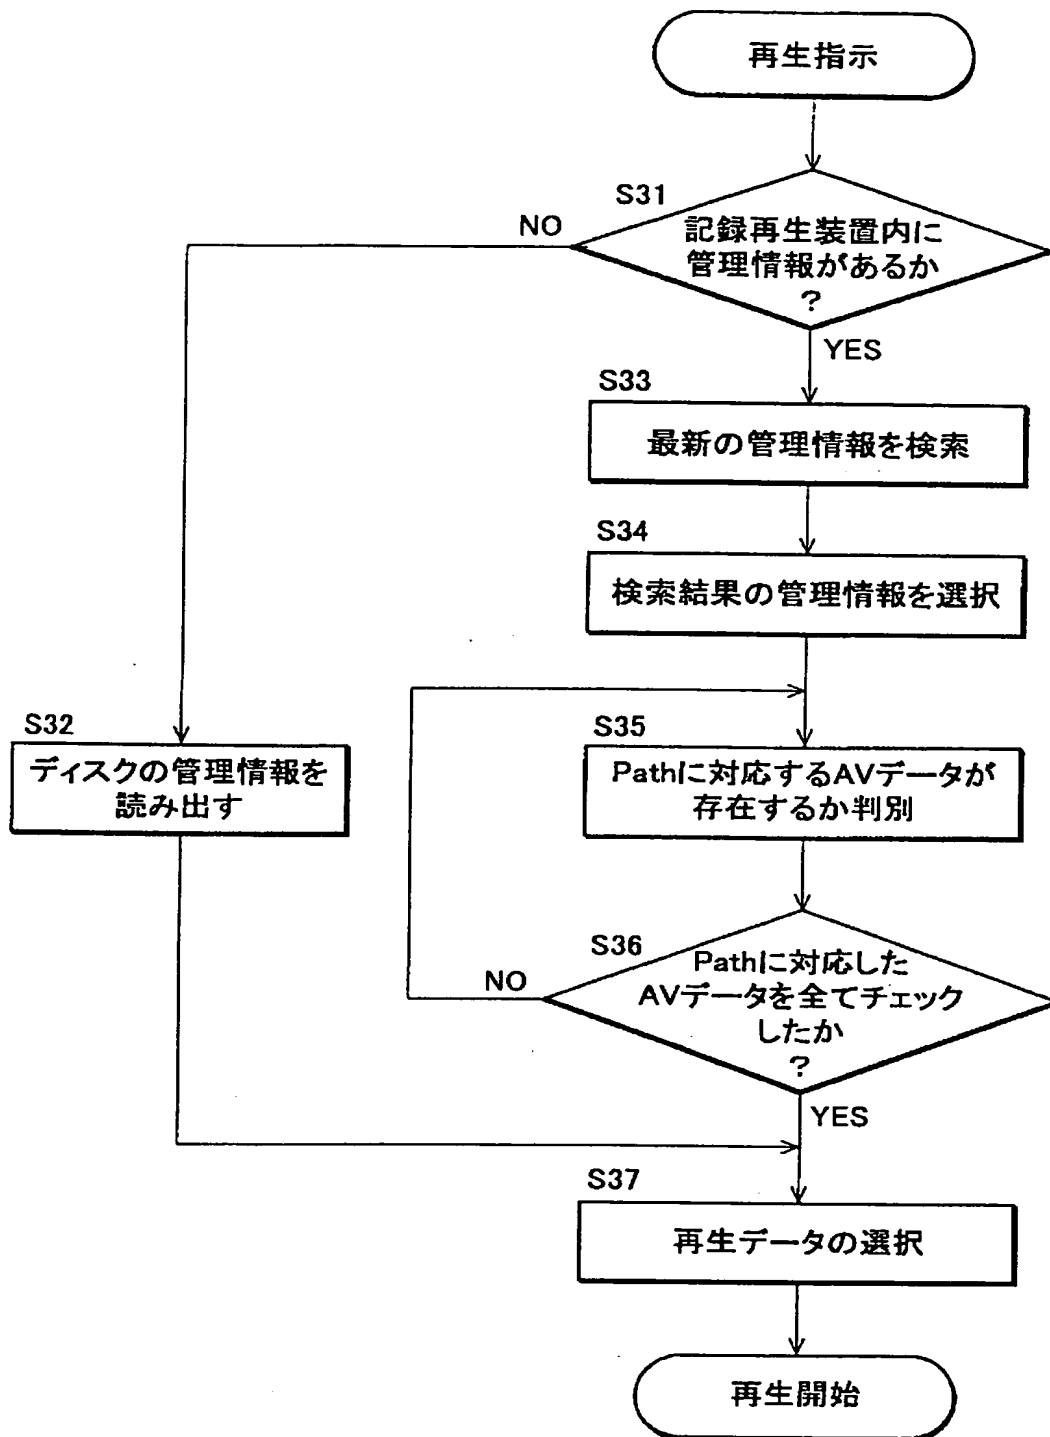 再生指示
S31
記録再生装置内に
管理情報があるか
?
NO
YES
S33
最新の管理情報を検索
S34
検索結果の管理情報を選択
S32
ディスクの管理情報を
読み出す
S35
Pathに対応するAVデータが
存在するか判別
S36
Pathに対応した
AVデータを全てチェック
したか
?
NO
YES
S37
再生データの選択
再生開始